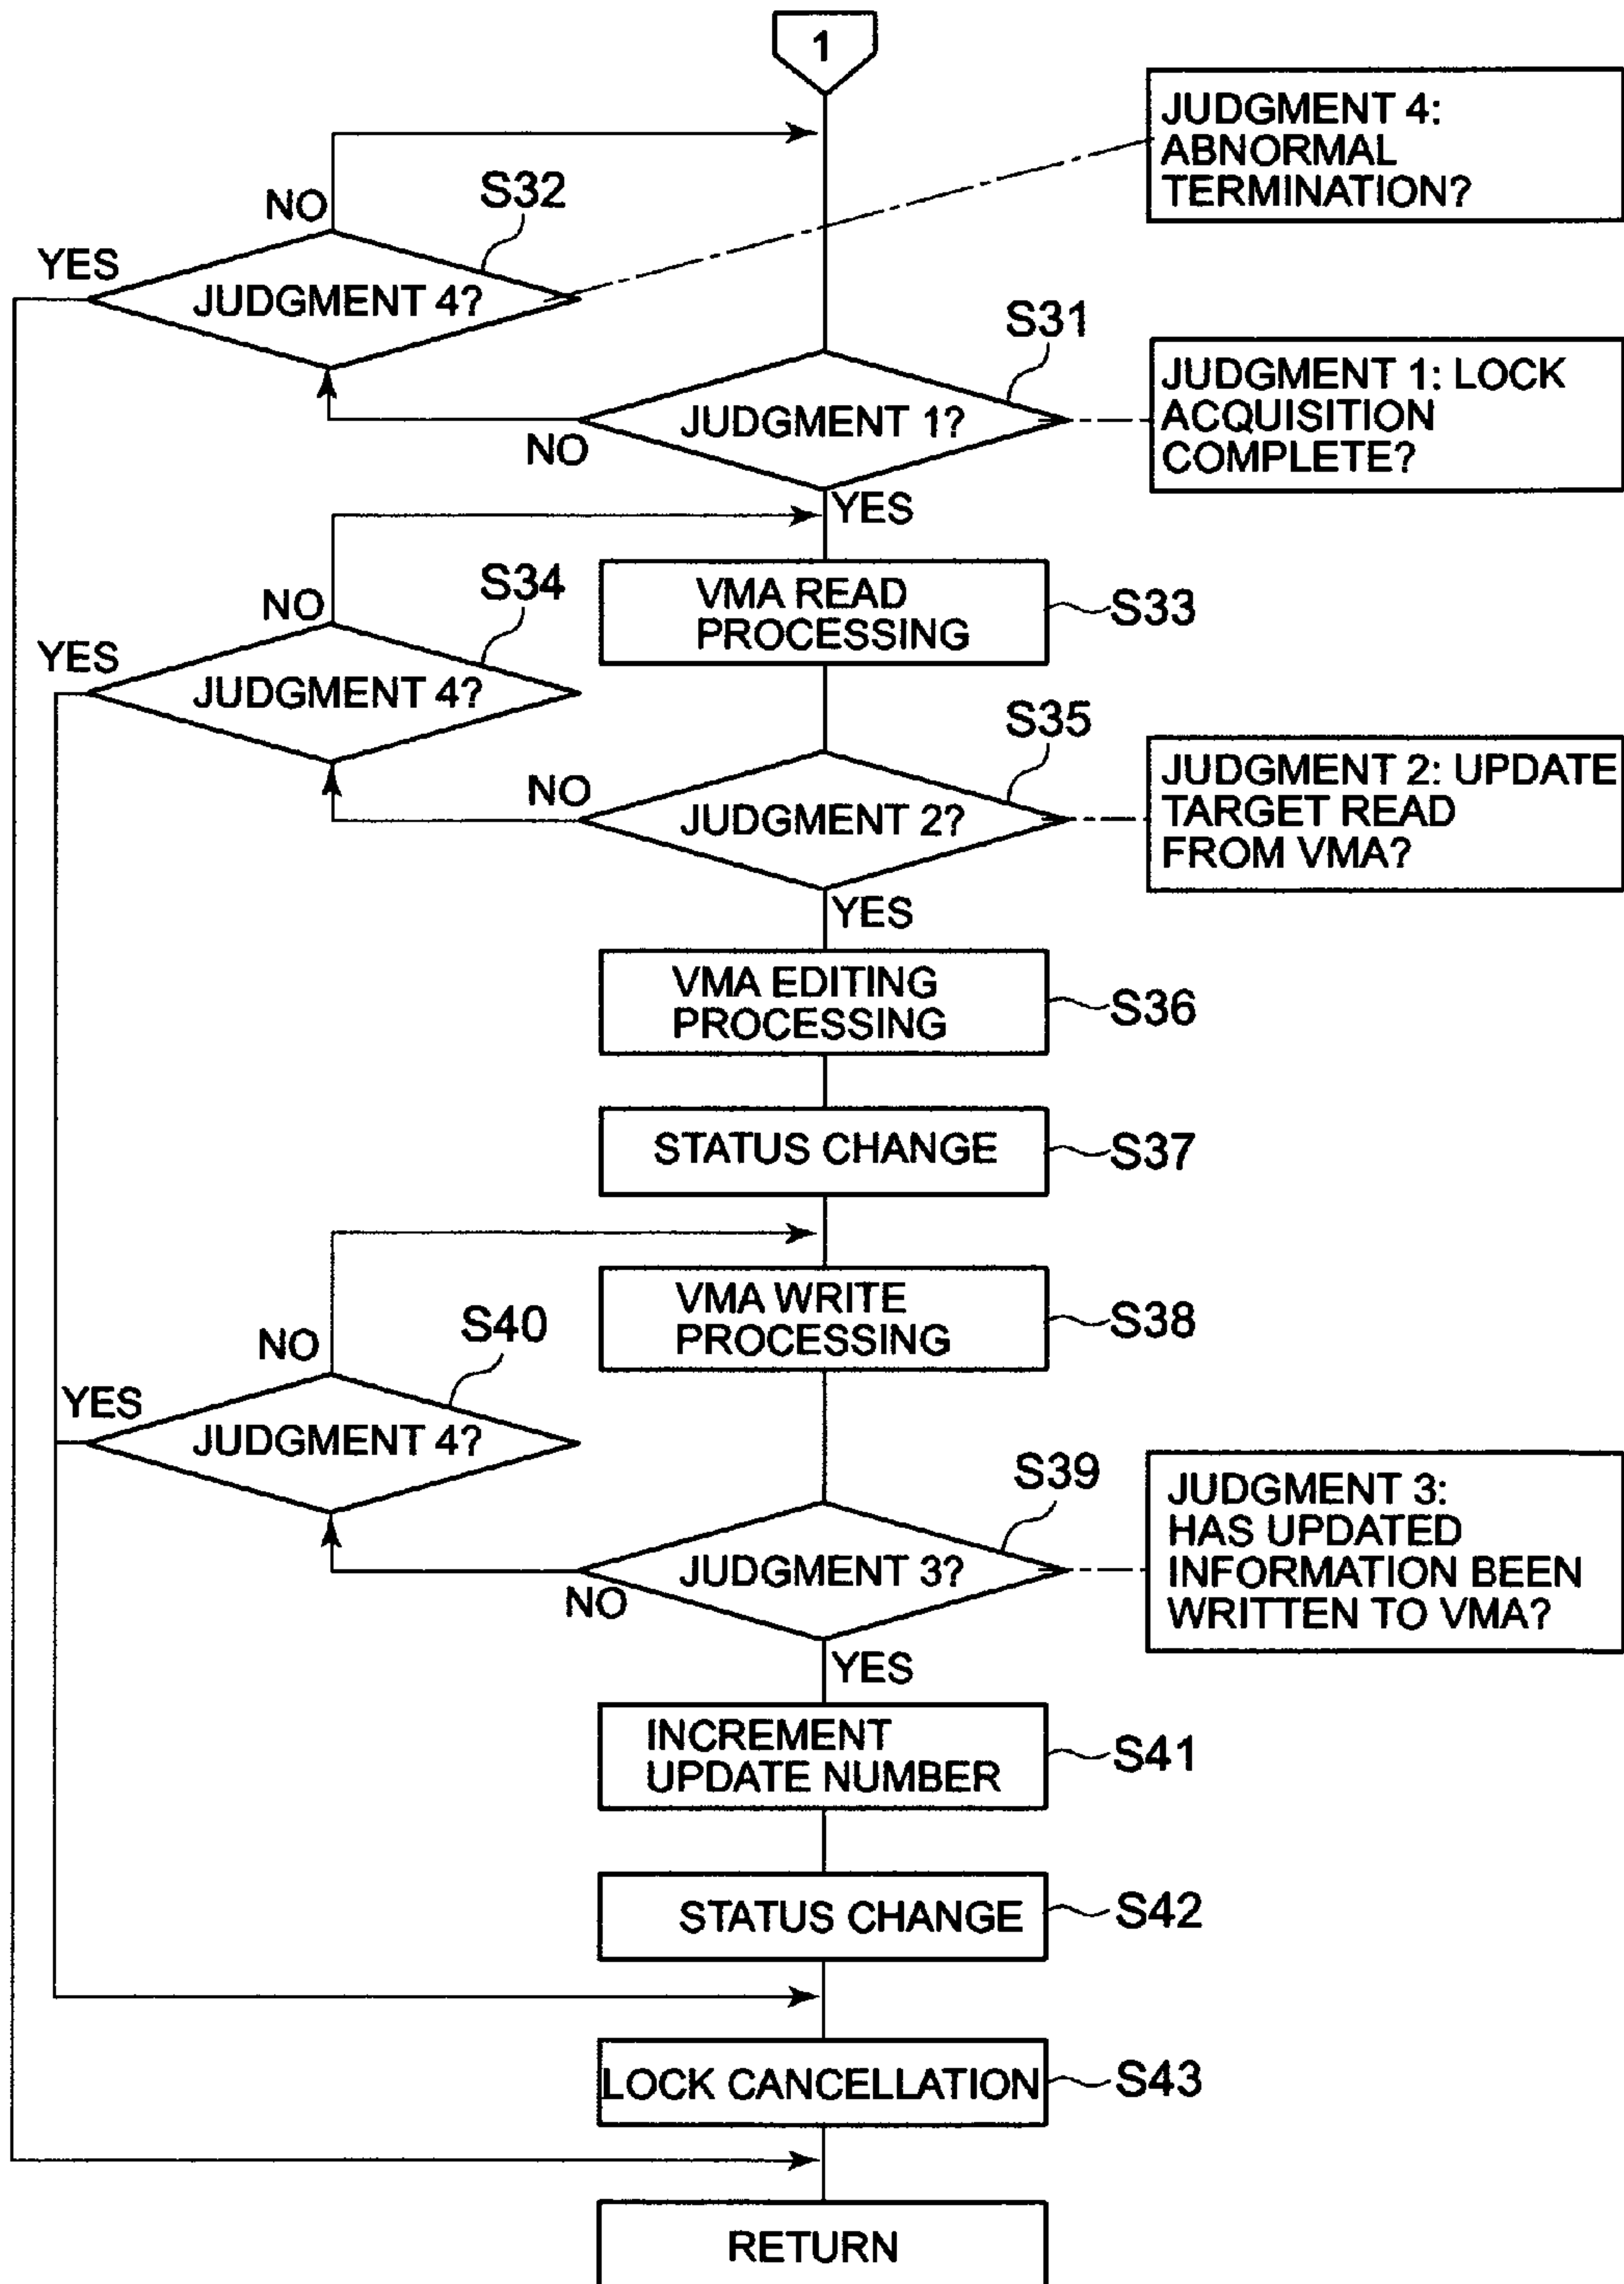 1
JUDGMENT 4:
ABNORMAL
TERMINATION?
S32
NO
YES
JUDGMENT 4?
S31
JUDGMENT 1: LOCK
ACQUISITION
COMPLETE?
JUDGMENT 1?
NO
YES
VMA READ
PROCESSING
S33
S34
NO
YES
JUDGMENT 4?
S35
JUDGMENT 2: UPDATE
TARGET READ
FROM VMA?
NO
JUDGMENT 2?
YES
VMA EDITING
PROCESSING
S36
STATUS CHANGE
S37
VMA WRITE
PROCESSING
S38
S40
NO
YES
JUDGMENT 4?
S39
JUDGMENT 3:
HAS UPDATED
INFORMATION BEEN
WRITTEN TO VMA?
JUDGMENT 3?
NO
YES
INCREMENT
UPDATE NUMBER
S41
STATUS CHANGE
S42
LOCK CANCELLATION
S43
RETURN